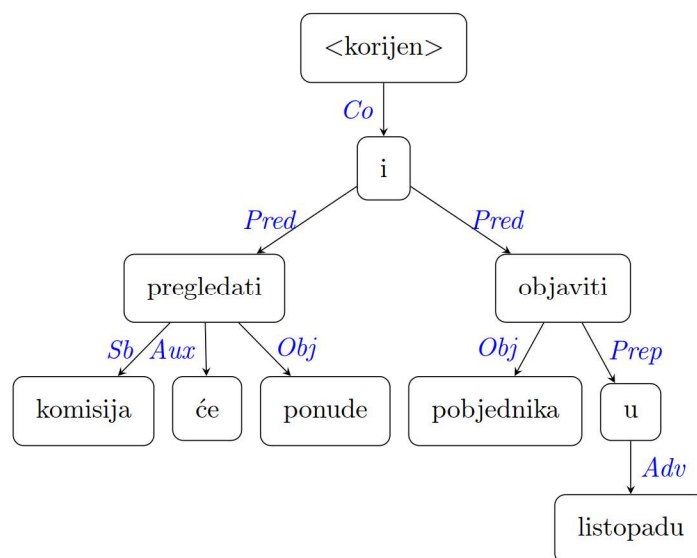 <korijen>
Co
i
Pred Pred
pregledati objaviti
Sb Aux Obj Obj Prep
komisija će ponude pobjednika u
Adv
listopadu